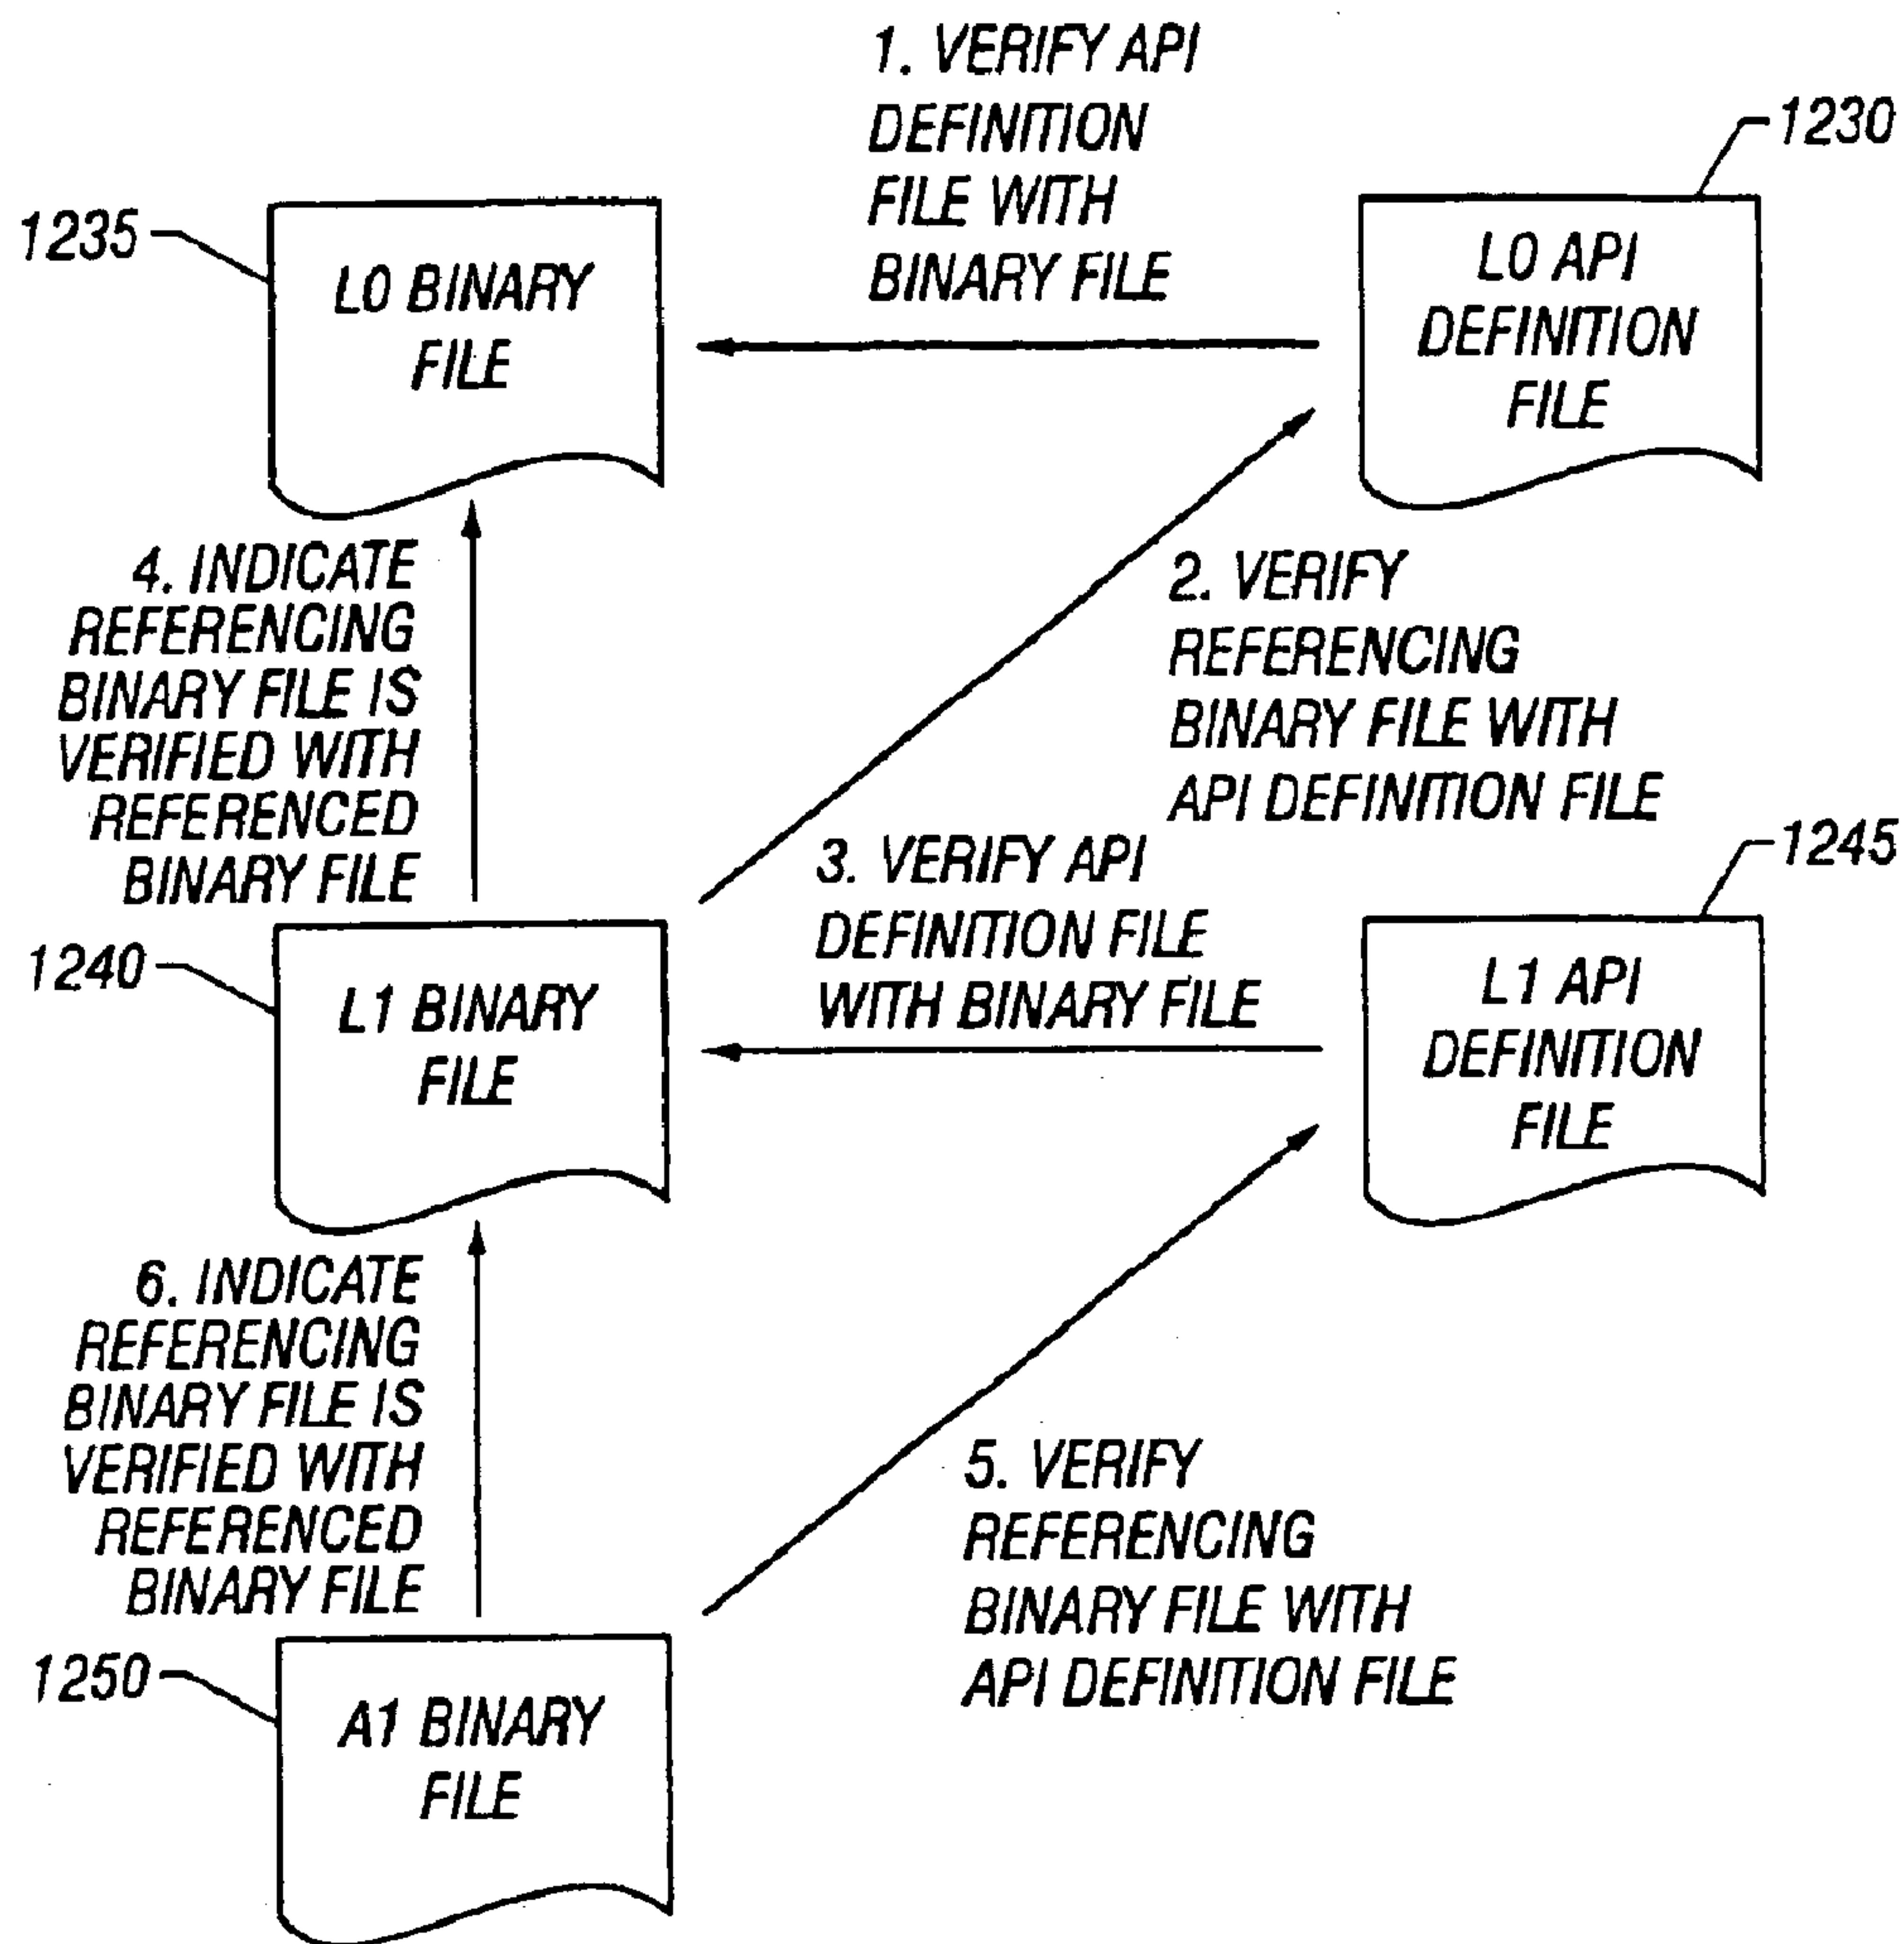 1. VERIFY API
DEFINITION
FILE WITH
BINARY FILE
1230
1235
L0 BINARY
FILE
L0 API
DEFINITION
FILE
4. INDICATE
REFERENCING
BINARY FILE IS
VERIFIED WITH
REFERENCED
BINARY FILE
2. VERIFY
REFERENCING
BINARY FILE WITH
API DEFINITION FILE
3. VERIFY API
DEFINITION FILE
WITH BINARY FILE
1245
1240
L1 BINARY
FILE
L1 API
DEFINITION
FILE
6. INDICATE
REFERENCING
BINARY FILE IS
VERIFIED WITH
REFERENCED
BINARY FILE
5. VERIFY
REFERENCING
BINARY FILE WITH
API DEFINITION FILE
1250
A1 BINARY
FILE